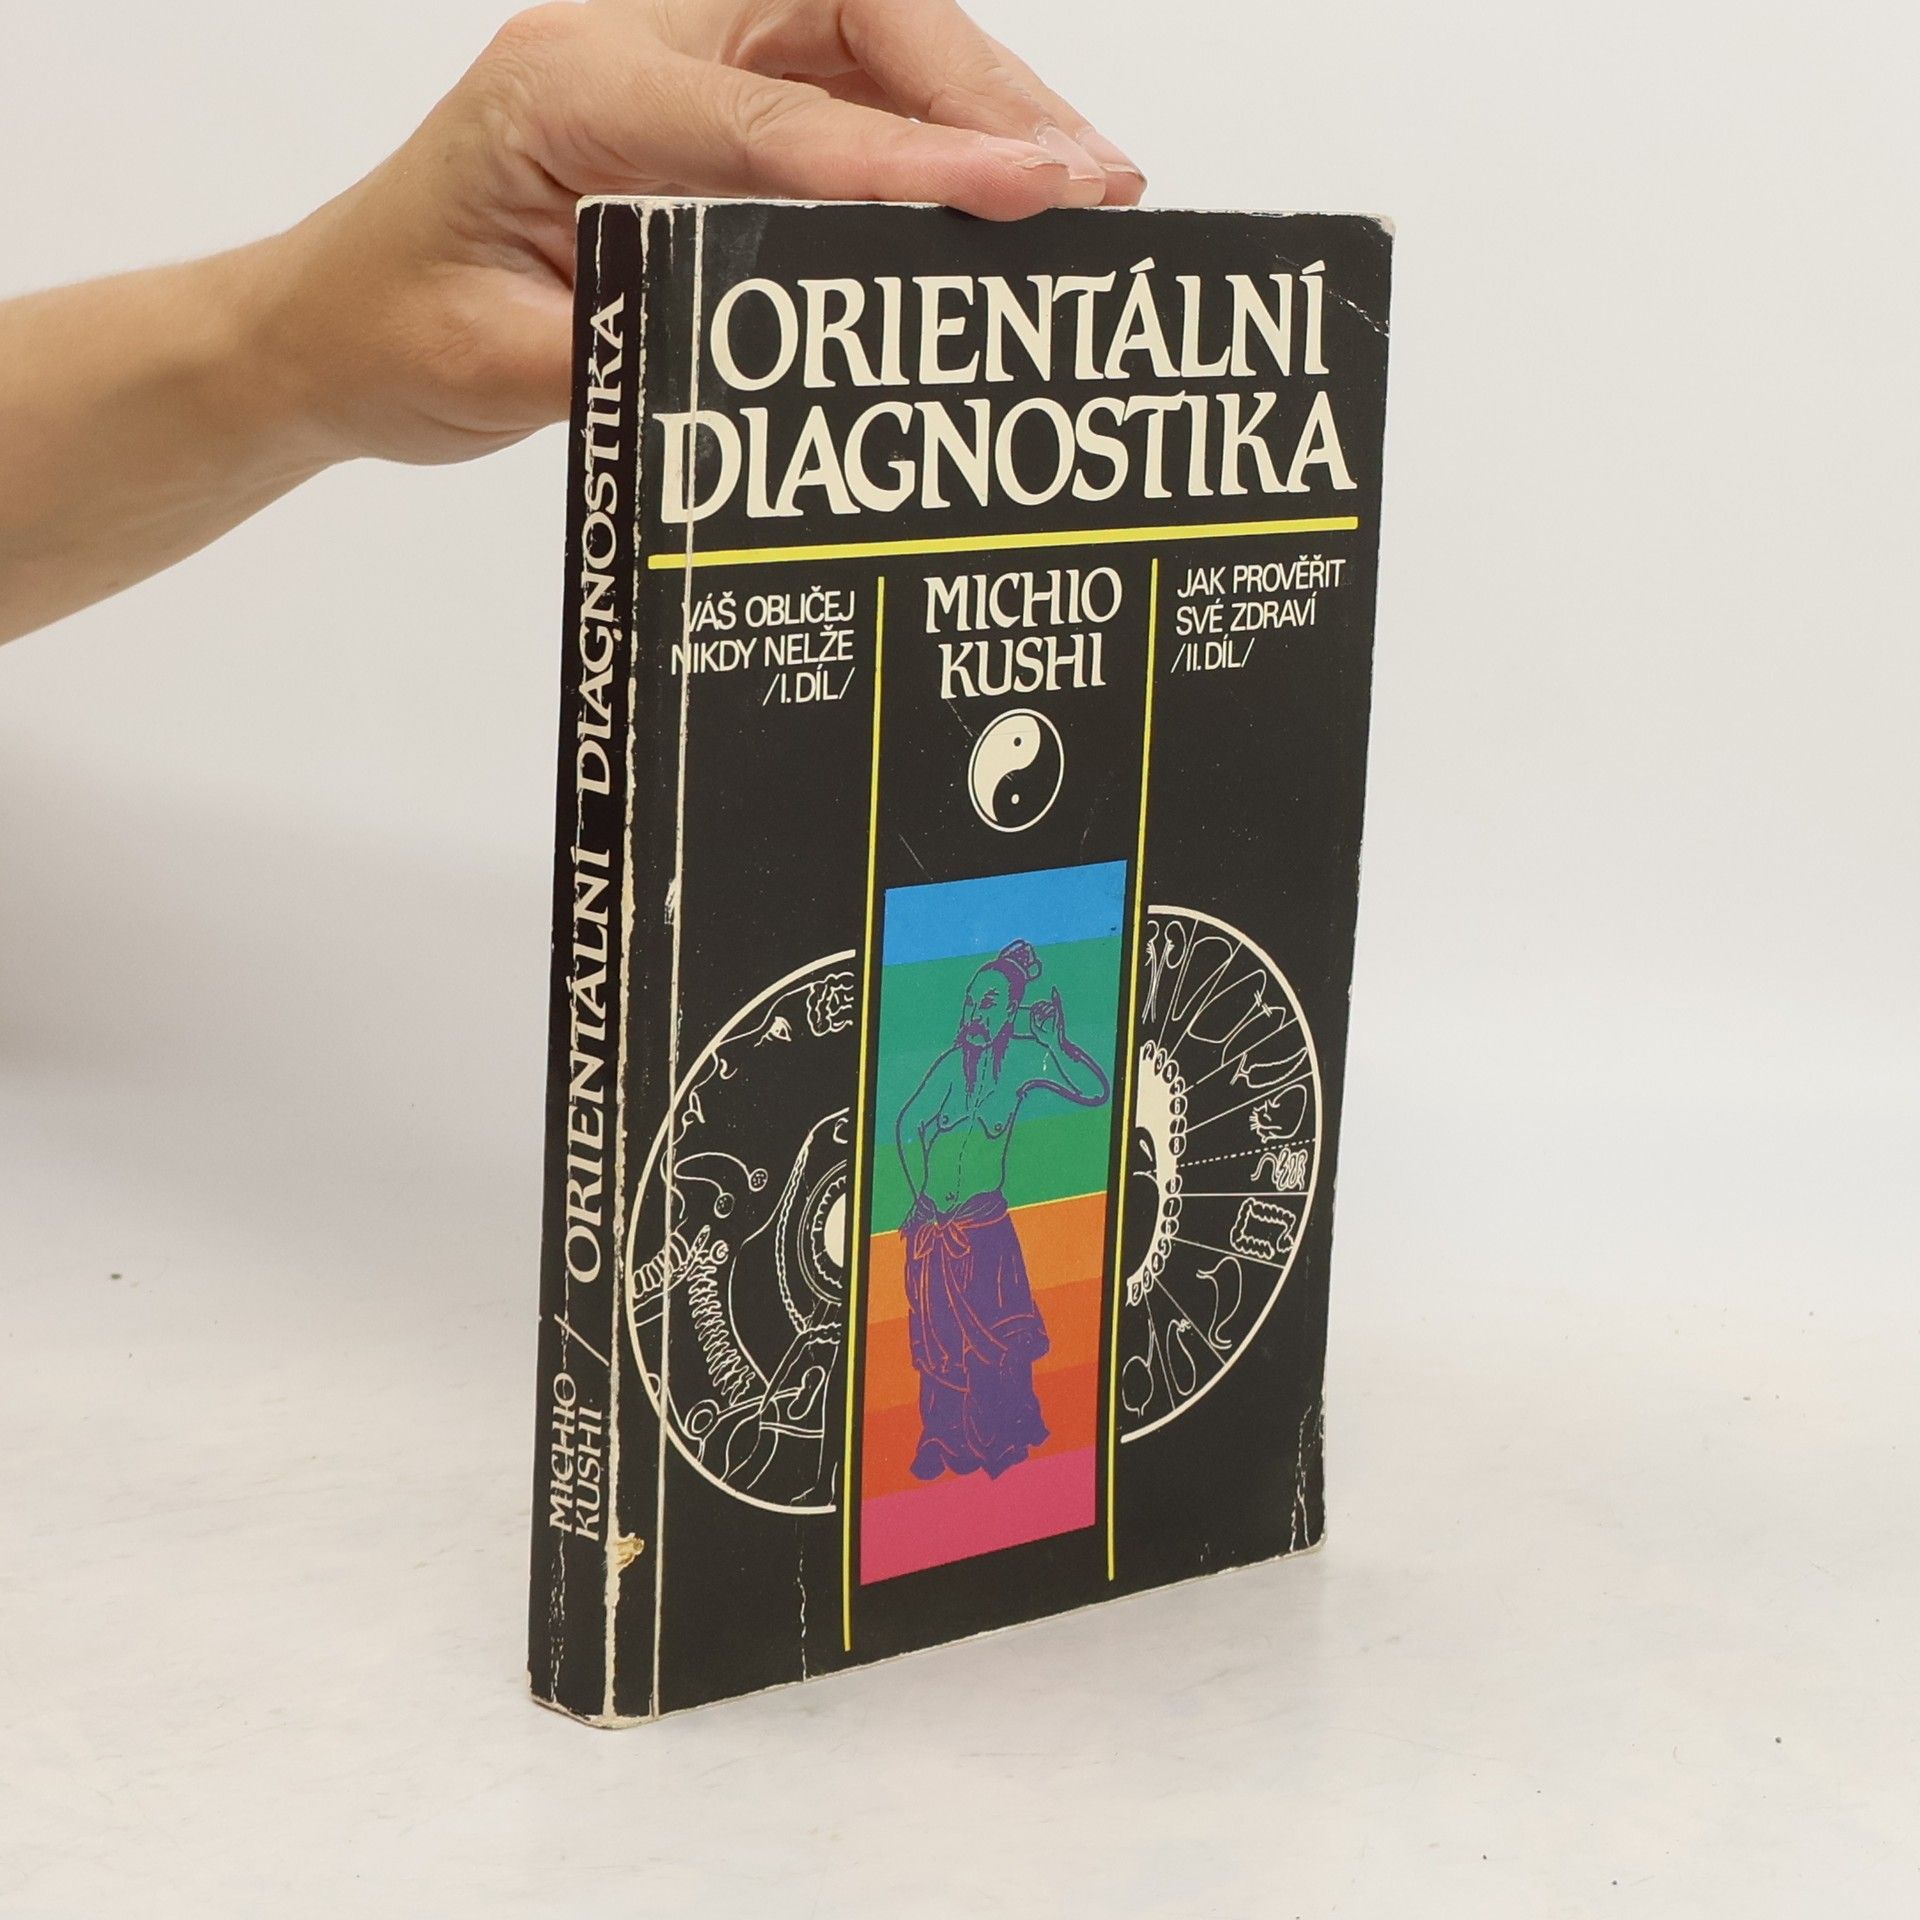 ORIENTÁLNÍ
DIAGNOSTIKA
VÁŠ OBLIČEJ
NIKDY NELŽE
/I.DÍL/
MICHIO
KUSHI
JAK PROVĚŘIT
SVÉ ZDRAVÍ
/II.DÍL/
MICHIO
KUSHI / ORIENTÁLNÍ DIAGNOSTIKA